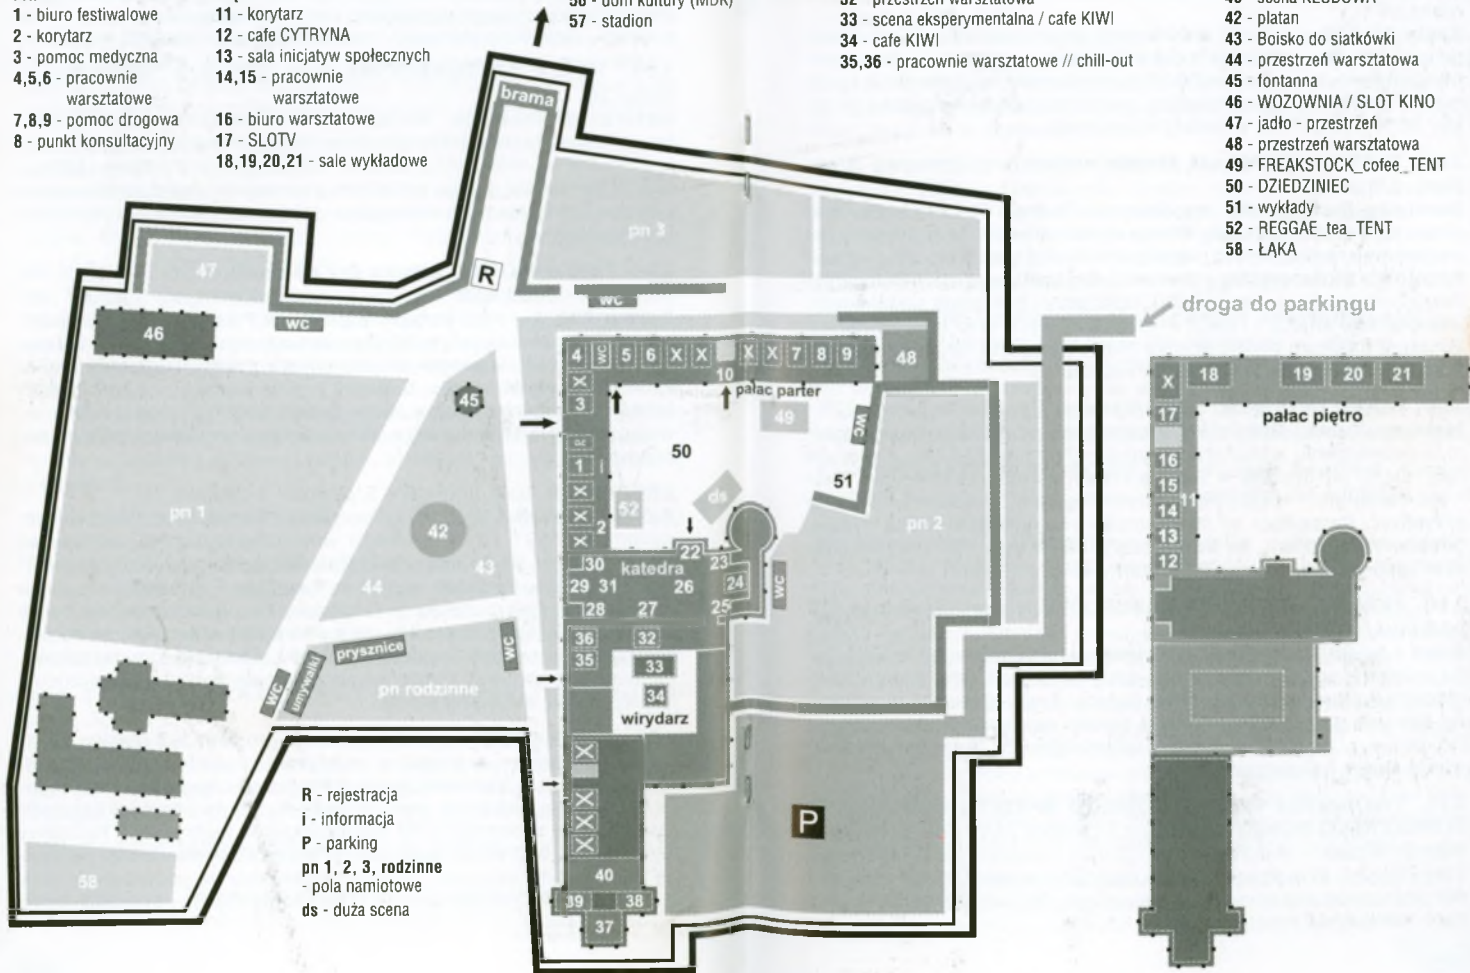 1 - biuro festiwalowe
2 - korytarz
3 - pomoc medyczna
4,5,6 - pracownie
warsztatowe
7,8,9 - pomoc drogowa
8 - punkt konsultacyjny
11 - korytarz
12 - cafe CYTRYNA
13 - sala inicjatyw społecznych
14,15 - pracownie
warsztatowe
16 - biuro warsztatowe
17 - SLOTV
18,19,20,21 - sale wykładowe
56 - dom kultury (MDK)
57 - stadion
32 - przestrzeń warsztatowa
33 - scena eksperymentalna / cafe KIWI
34 - cafe KIWI
35,36 - pracownie warsztatowe // chill-out
42 - platan
43 - Boisko do siatkówki
44 - przestrzeń warsztatowa
45 - fontanna
46 - WOZOWNIA / SLOT KINO
47 - jadło - przestrzeń
48 - przestrzeń warsztatowa
49 - FREAKSTOCK_cofee_TENT
50 - DZIEDZINIEC
51 - wykłady
52 - REGGAE_tea_TENT
58 - ŁĄKA
brama
pn 3
R
47
WC
WC
46
droga do parkingu
4 WC 5 6 X X X X 7 8 9
48
10
pałac parter
X
3
45
49
WC
50
1
X
X
X
2
52
ds
51
pn 1
42
43
44
pn 2
22
katedra
23
30
29 31
26
24
28
27
25
WC
36
32
35
33
34
wirydarz
prysznice
WC
umywalki
WC
pn rodzinne
X
X
X
X
P
40
39
38
37
58
R - rejestracja
i - informacja
P - parking
pn 1, 2, 3, rodzinne
- pola namiotowe
ds - duża scena
X 18 19 20 21
pałac piętro
17
16
15
11
14
13
12